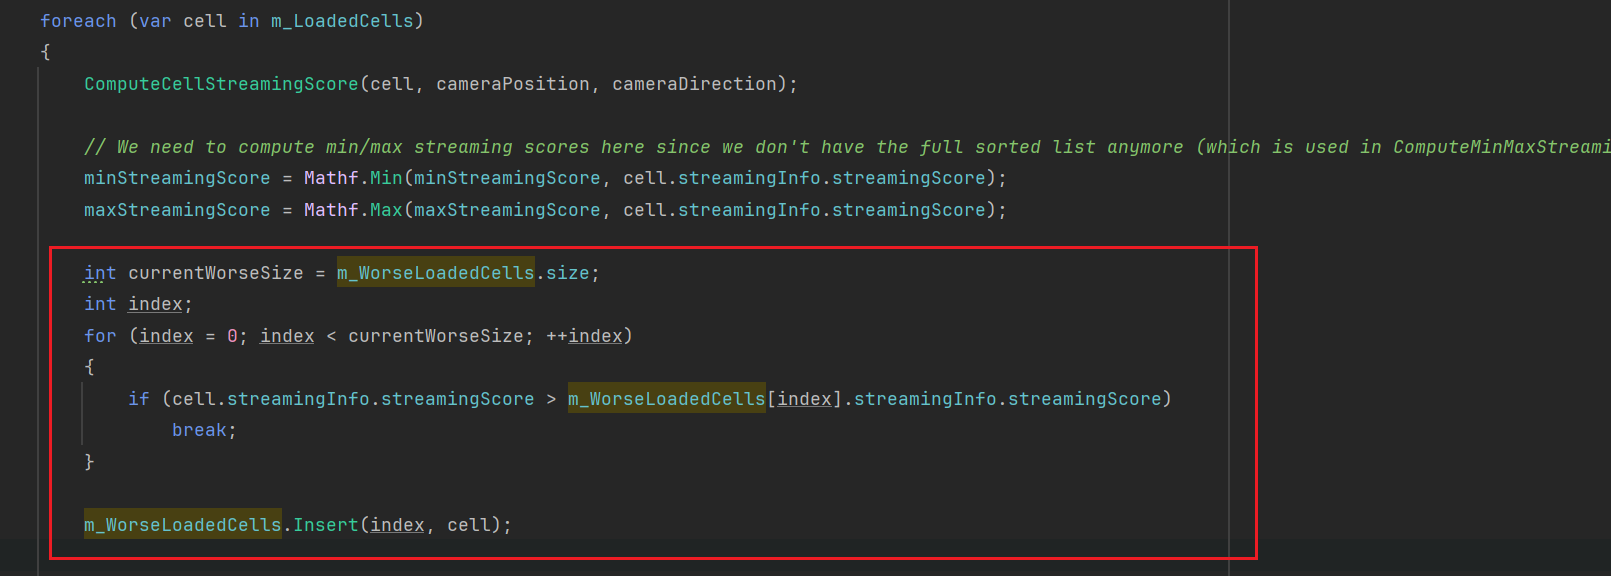 foreach (var cell in m_LoadedCells)
{
ComputeCellStreamingScore(cell, cameraPosition, cameraDirection);
// We need to compute min/max streaming scores here since we don't have the full sorted list anymore (which is used in ComputeMinMaxStreami
minStreamingScore = Mathf.Min(minStreamingScore, cell.streamingInfo.streamingScore);
maxStreamingScore = Mathf.Max(maxStreamingScore, cell.streamingInfo.streamingScore);
int currentWorseSize = m_WorseLoadedCells.size;
int index;
for (index = 0; index < currentWorseSize; ++index)
{
if (cell.streamingInfo.streamingScore > m_WorseLoadedCells[index].streamingInfo.streamingScore)
break;
}
m_WorseLoadedCells.Insert(index, cell);